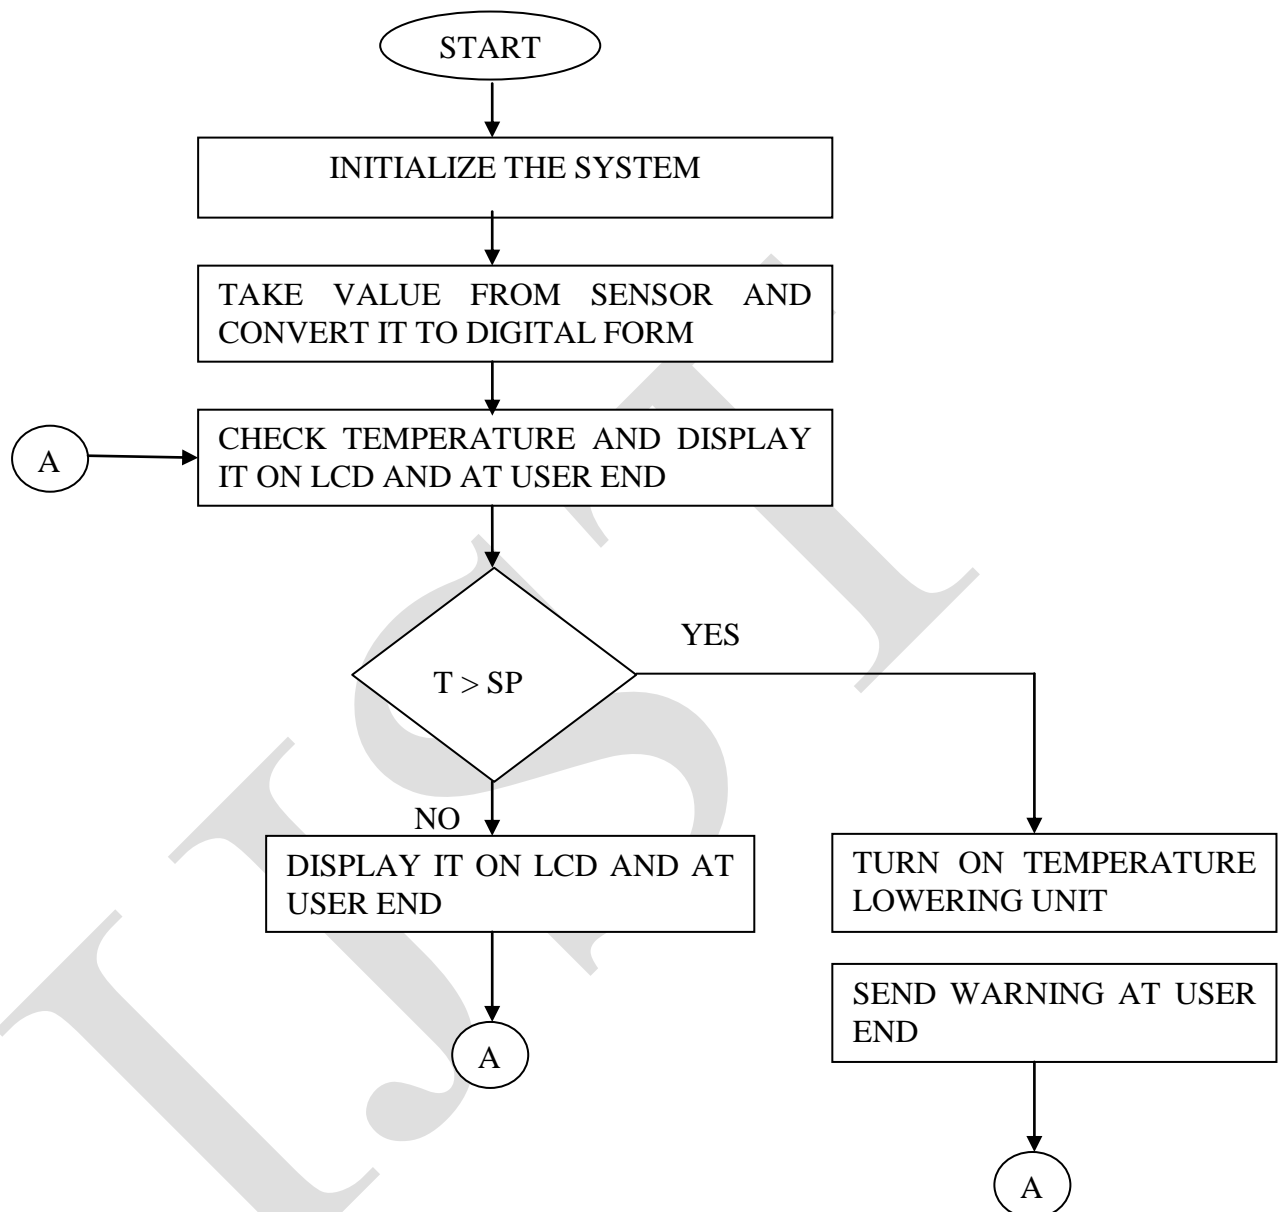 START
INITIALIZE THE SYSTEM
TAKE VALUE FROM SENSOR AND
CONVERT IT TO DIGITAL FORM
A
CHECK TEMPERATURE AND DISPLAY
IT ON LCD AND AT USER END
YES
T > SP
NO
DISPLAY IT ON LCD AND AT
USER END
TURN ON TEMPERATURE
LOWERING UNIT
SEND WARNING AT USER
END
A
A
IJST